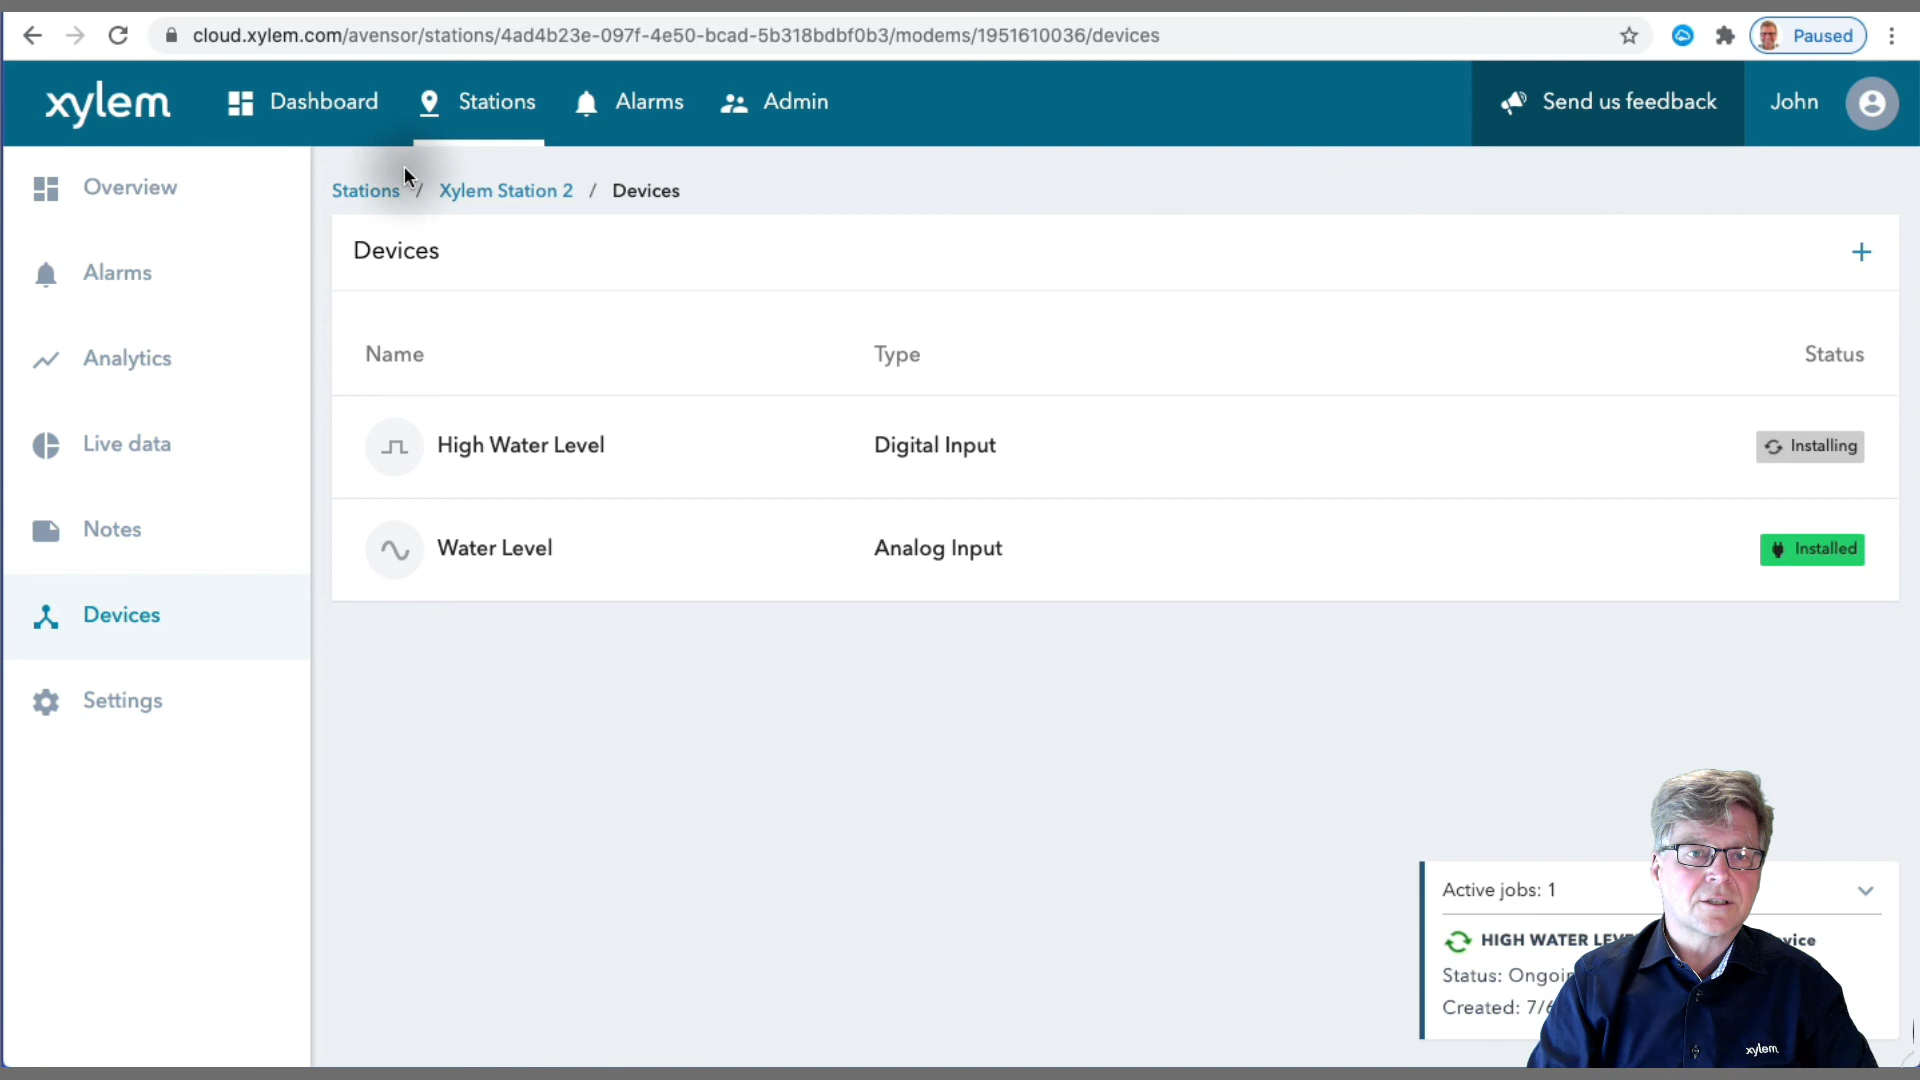 cloud.xylem.com/avensor/stations/4ad4b23e-097f-4e50-bcad-5b318bdbf0b3/modems/1951610036/devices
Paused
xylem
Dashboard
Stations
Alarms
Admin
Send us feedback
John
Overview
Alarms
Analytics
Live data
Notes
Devices
Settings
Stations / Xylem Station 2 / Devices
Devices
+
Name Type Status
High Water Level Digital Input Installing
Water Level Analog Input Installed
Active jobs: 1
HIGH WATER
Status:
Created:
xylem